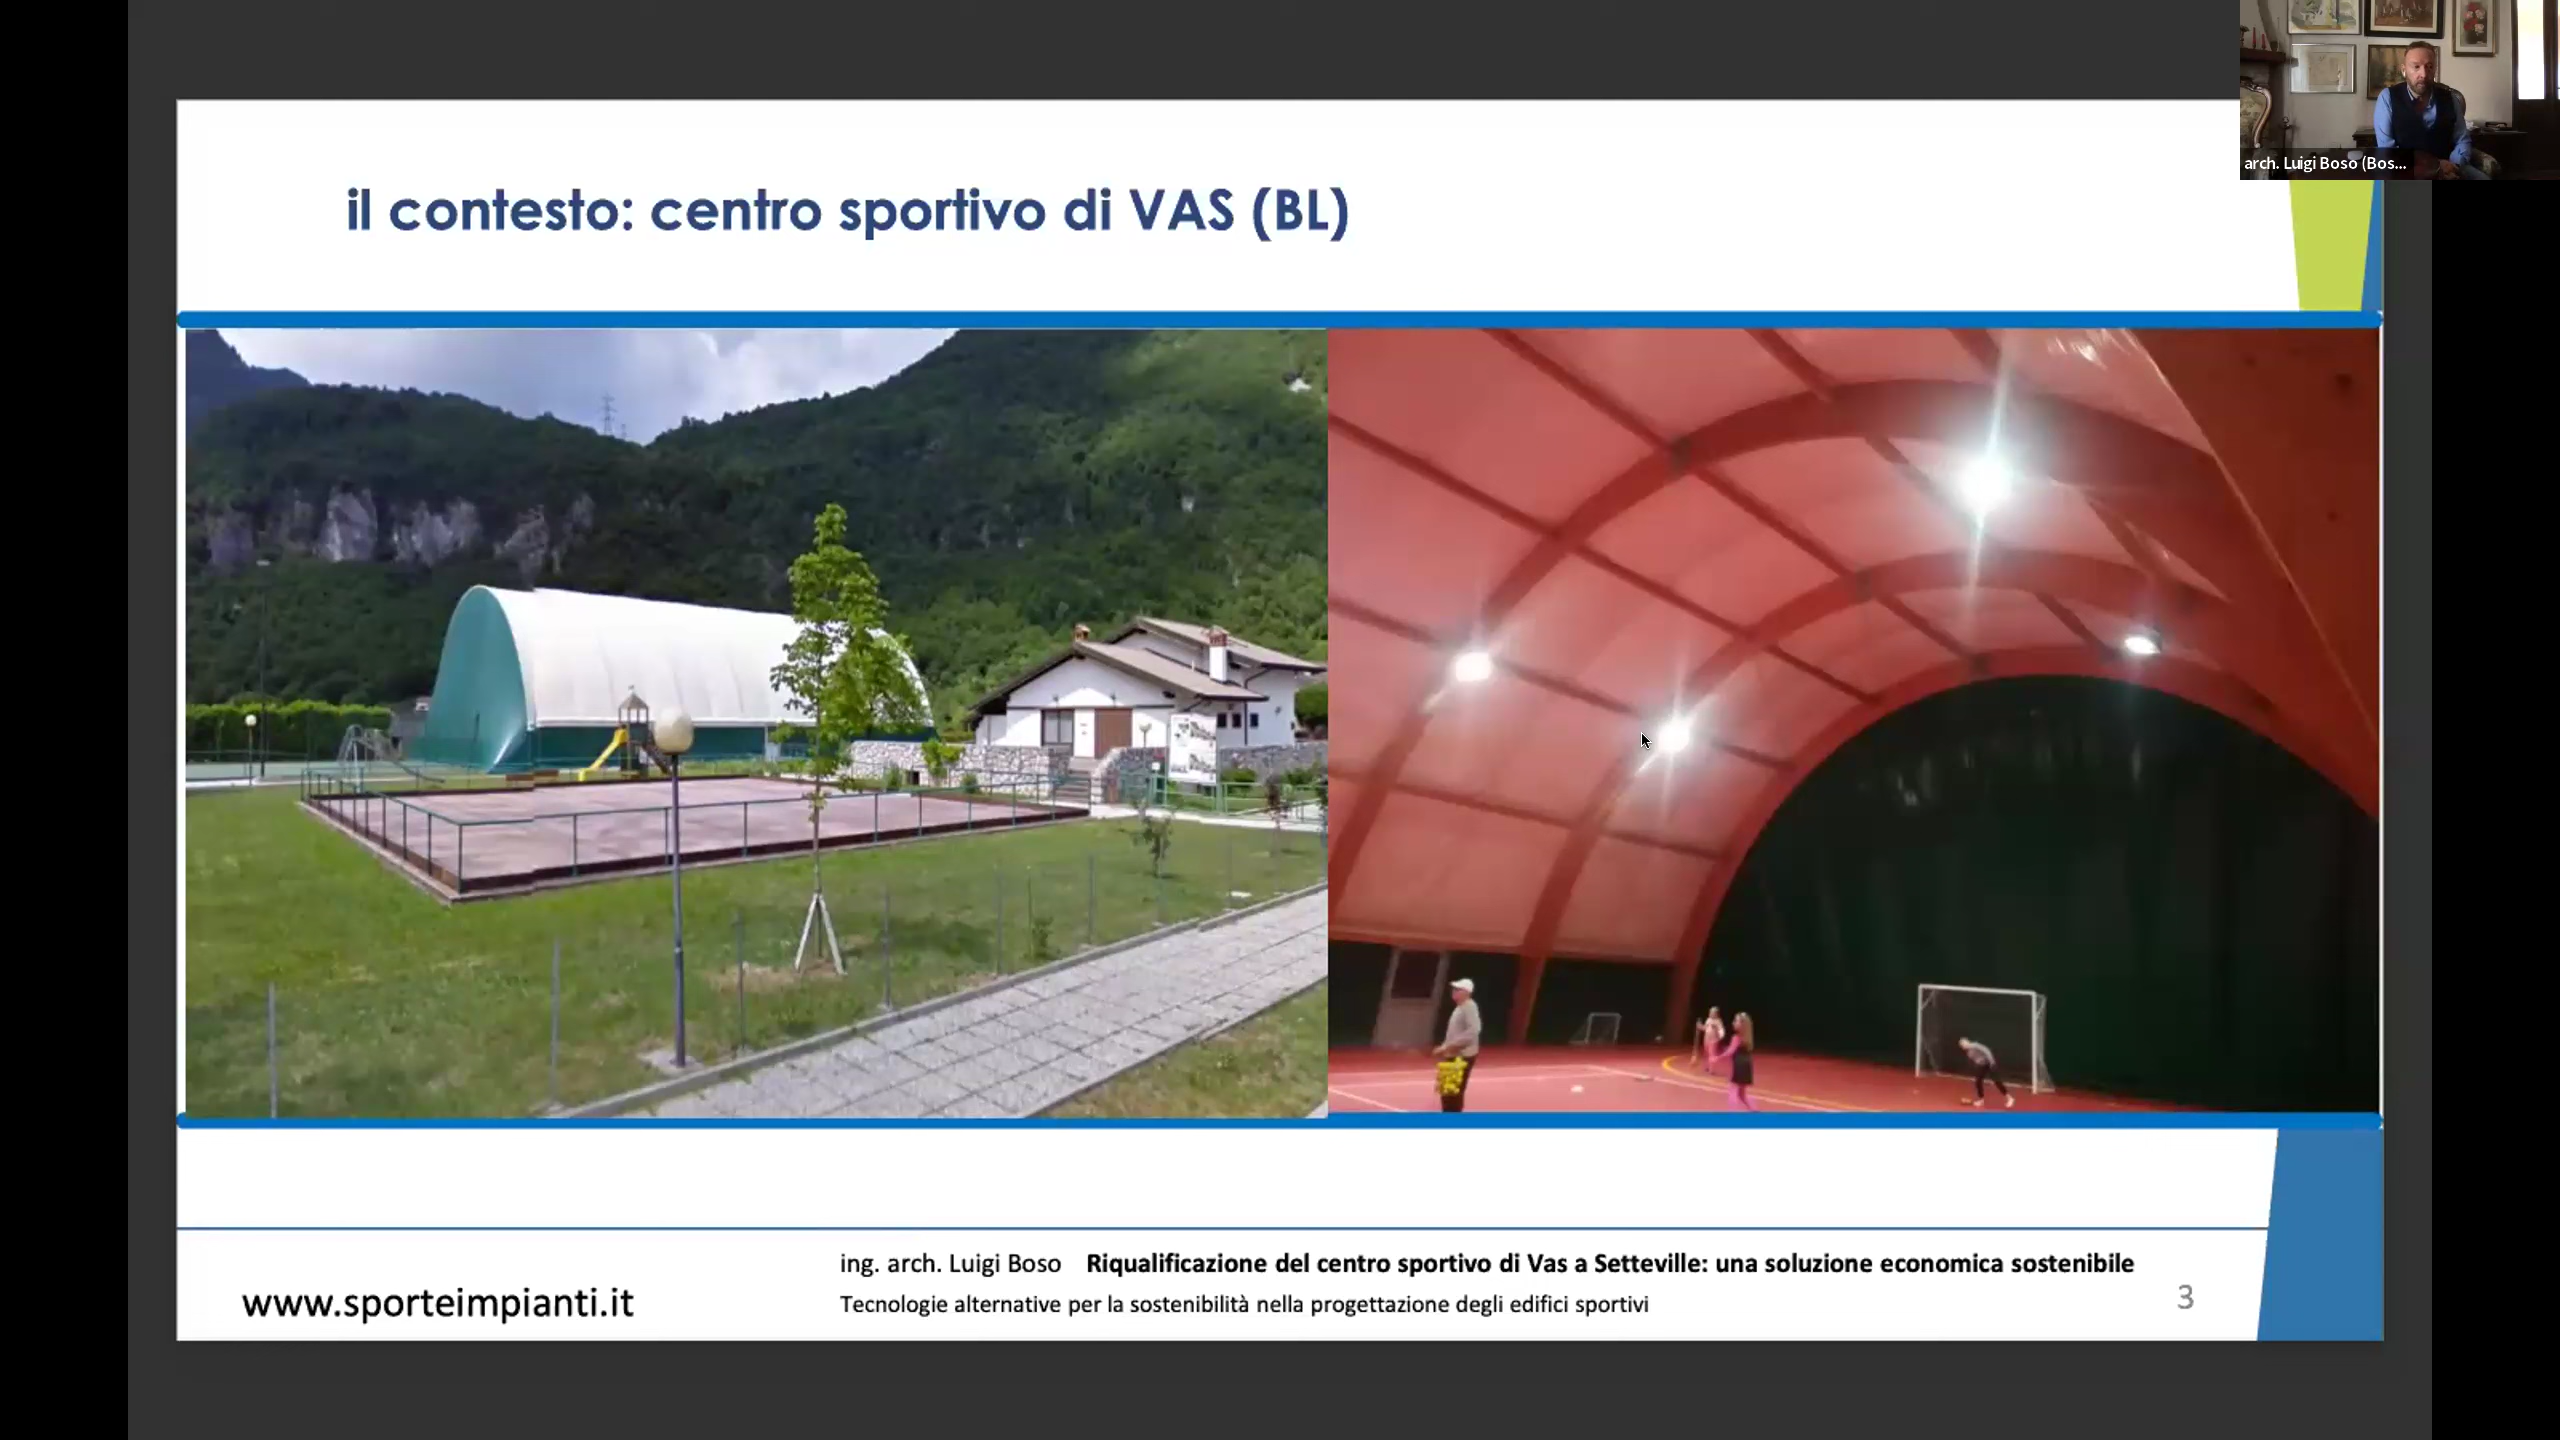 arch. Luigi Boso (Bos...
il contesto: centro sportivo di VAS (BL)
ing. arch. Luigi Boso Riqualificazione del centro sportivo di Vas a Setteville: una soluzione economica sostenibile
www.sporteimpianti.it
Tecnologie alternative per la sostenibilità nella progettazione degli edifici sportivi
3